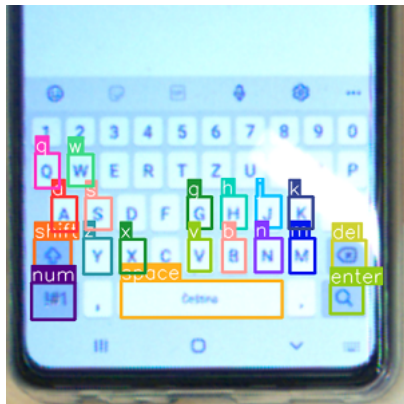 1 2 3 4 5 6 7 8 9 0
q w
Q W E R T Z U P
a s g h j k
A S D F G H J K
shift z x v b n m del
Y X C V B N M
num space enter
!#1 , Čeština .